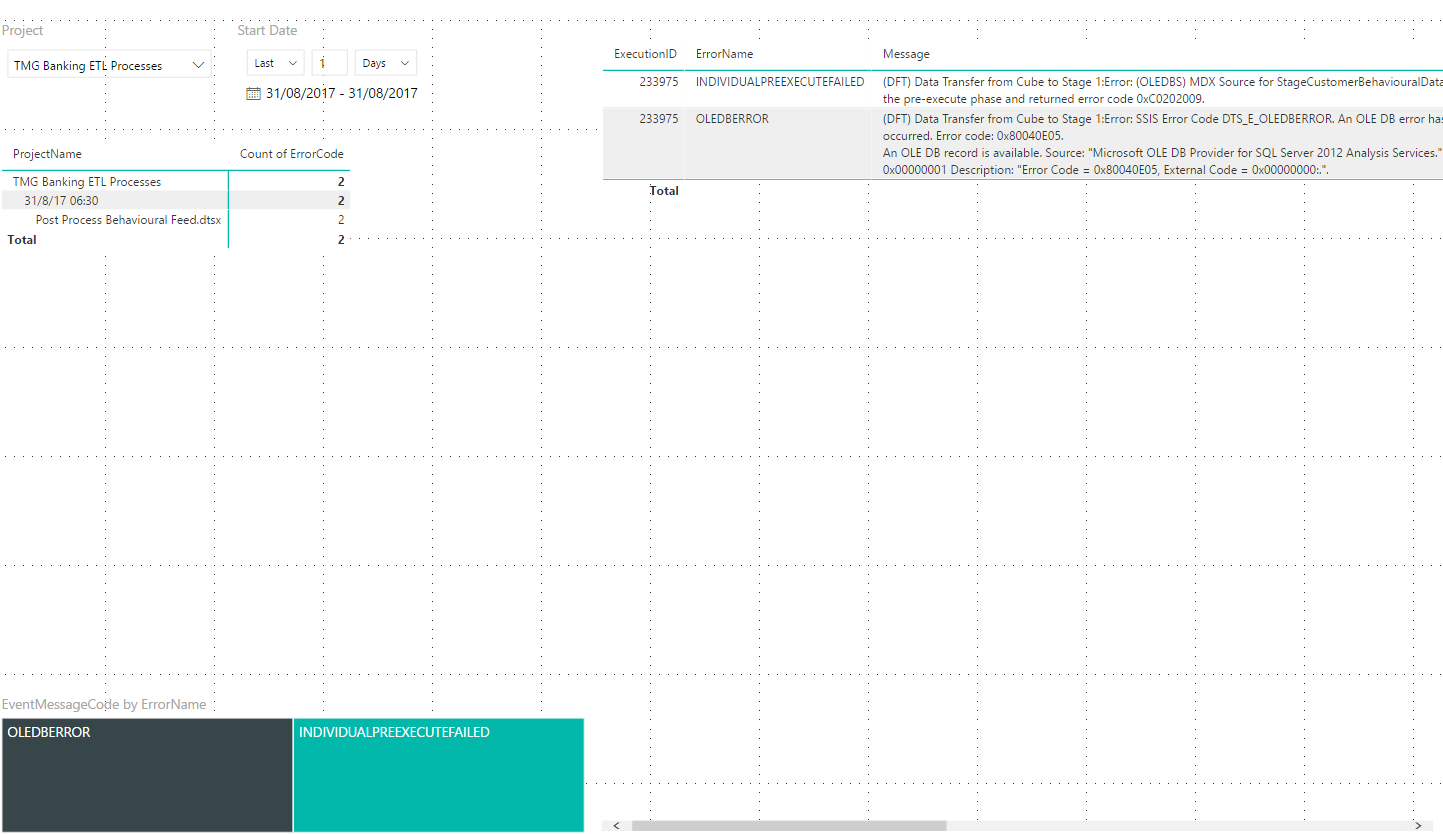 Project
Start Date
TMG Banking ETL Processes
Last
1
Days
31/08/2017 - 31/08/2017
ProjectName Count of ErrorCode
TMG Banking ETL Processes 2
31/8/17 06:30 2
Post Process Behavioural Feed.dtsx 2
Total 2
ExecutionID ErrorName Message
233975 INDIVIDUALPREEXECUTEFAILED (DFT) Data Transfer from Cube to Stage 1:Error: (OLEDBS) MDX Source for StageCustomerBehaviouralData
the pre-execute phase and returned error code 0xC0202009.
233975 OLEDBERROR (DFT) Data Transfer from Cube to Stage 1:Error: SSIS Error Code DTS_E_OLEDBERROR. An OLE DB error has
occurred. Error code: 0x80040E05.
An OLE DB record is available. Source: "Microsoft OLE DB Provider for SQL Server 2012 Analysis Services."
0x00000001 Description: "Error Code = 0x80040E05, External Code = 0x00000000:.".
Total
EventMessageCode by ErrorName
OLEDBERROR
INDIVIDUALPREEXECUTEFAILED